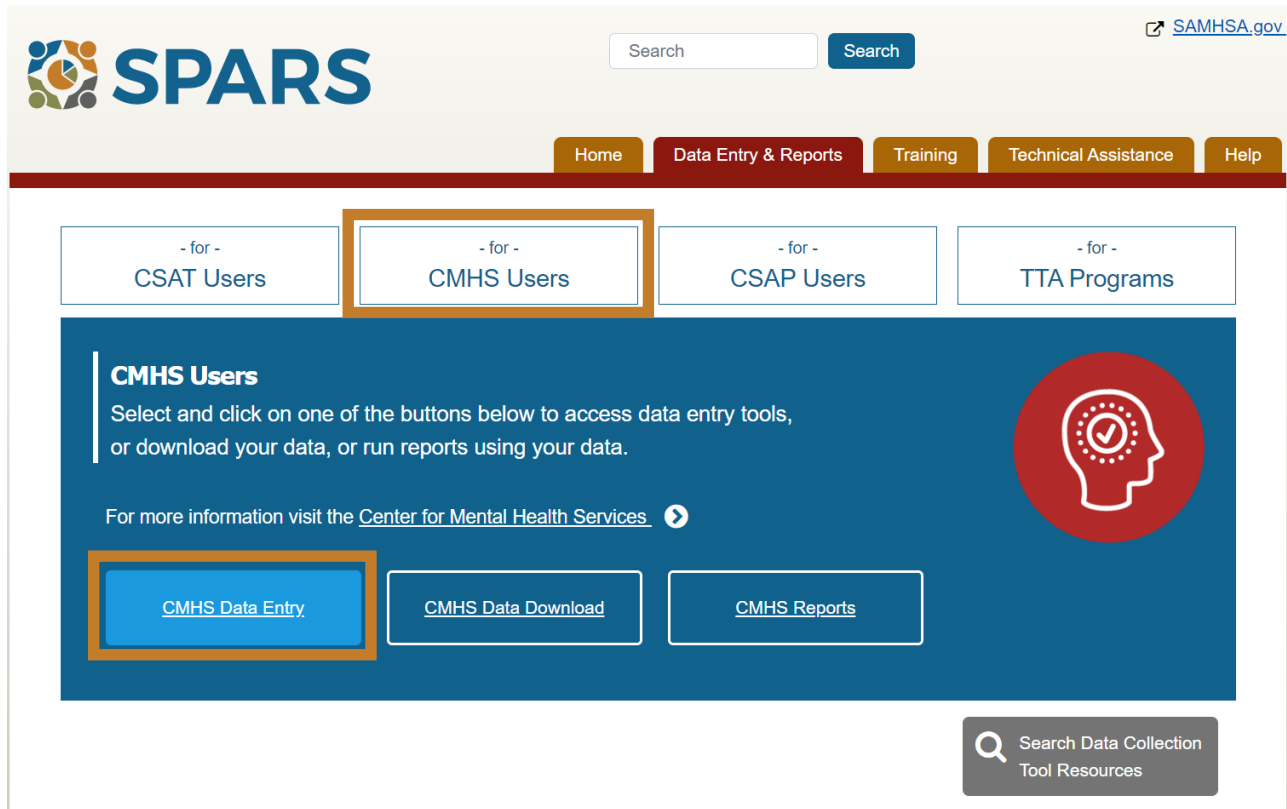 SAMHSA.gov
SPARS
Search
Search
Home
Data Entry & Reports
Training
Technical Assistance
Help
- for -
CSAT Users
- for -
CMHS Users
- for -
CSAP Users
- for -
TTA Programs
CMHS Users
Select and click on one of the buttons below to access data entry tools,
or download your data, or run reports using your data.
For more information visit the Center for Mental Health Services
CMHS Data Entry
CMHS Data Download
CMHS Reports
Search Data Collection
Tool Resources